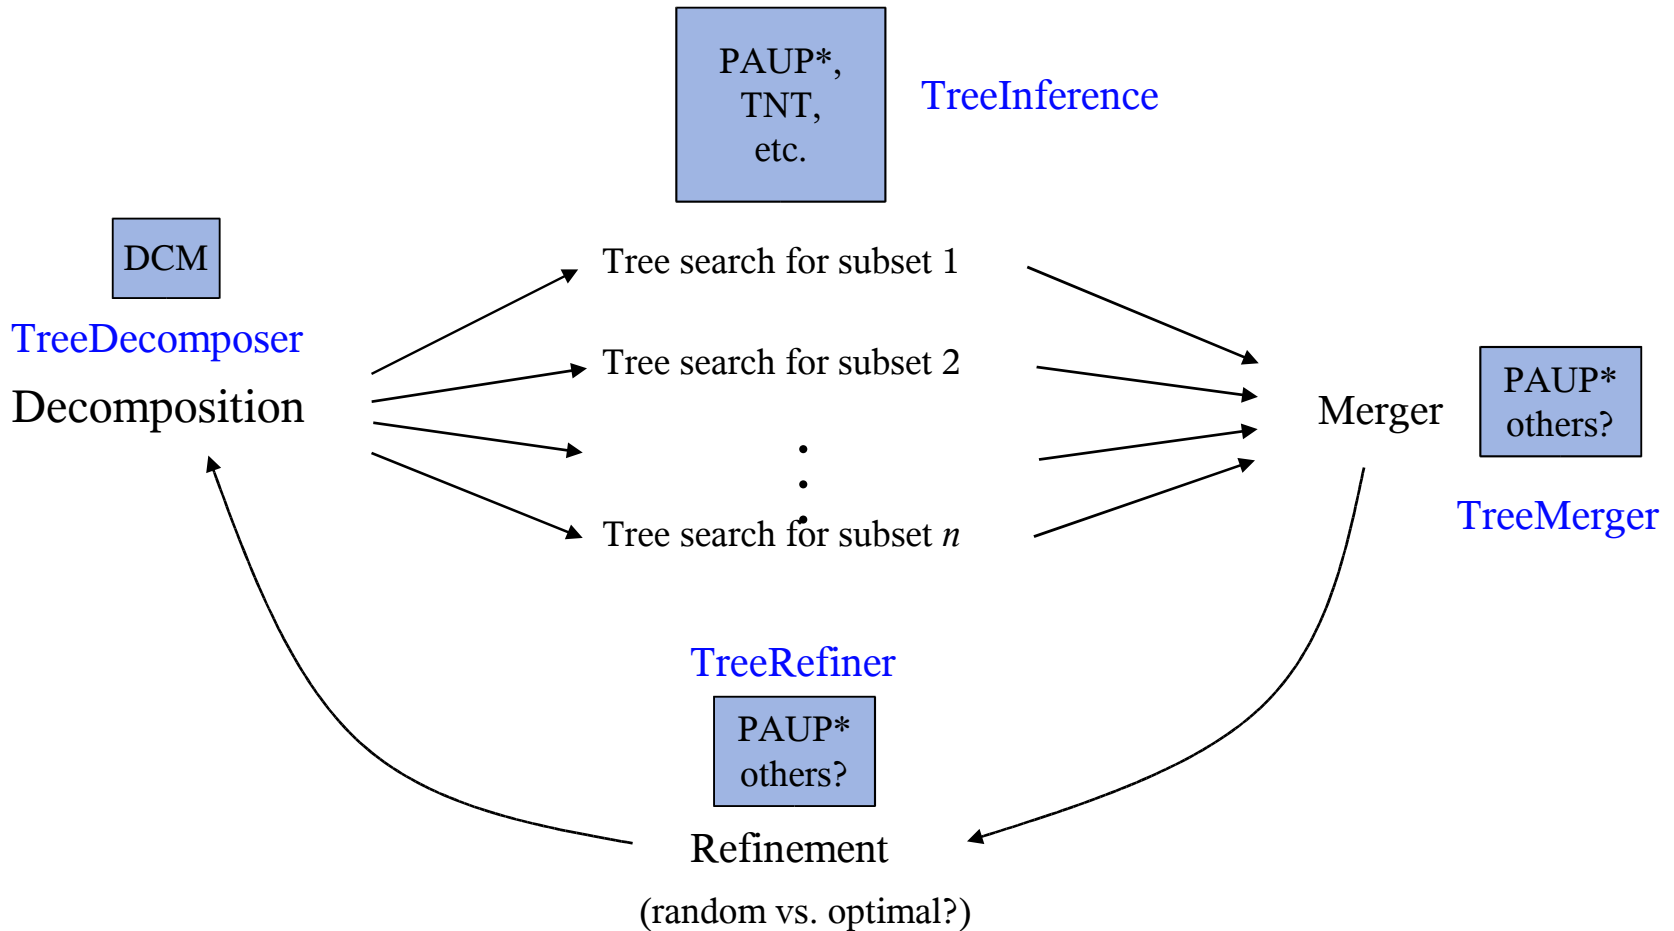 PAUP*,
TNT,
etc.
TreeInference
DCM
TreeDecomposer
Decomposition
Tree search for subset 1
Tree search for subset 2
.
.
.
Tree search for subset n
Merger
PAUP*
others?
TreeMerger
TreeRefiner
PAUP*
others?
Refinement
(random vs. optimal?)